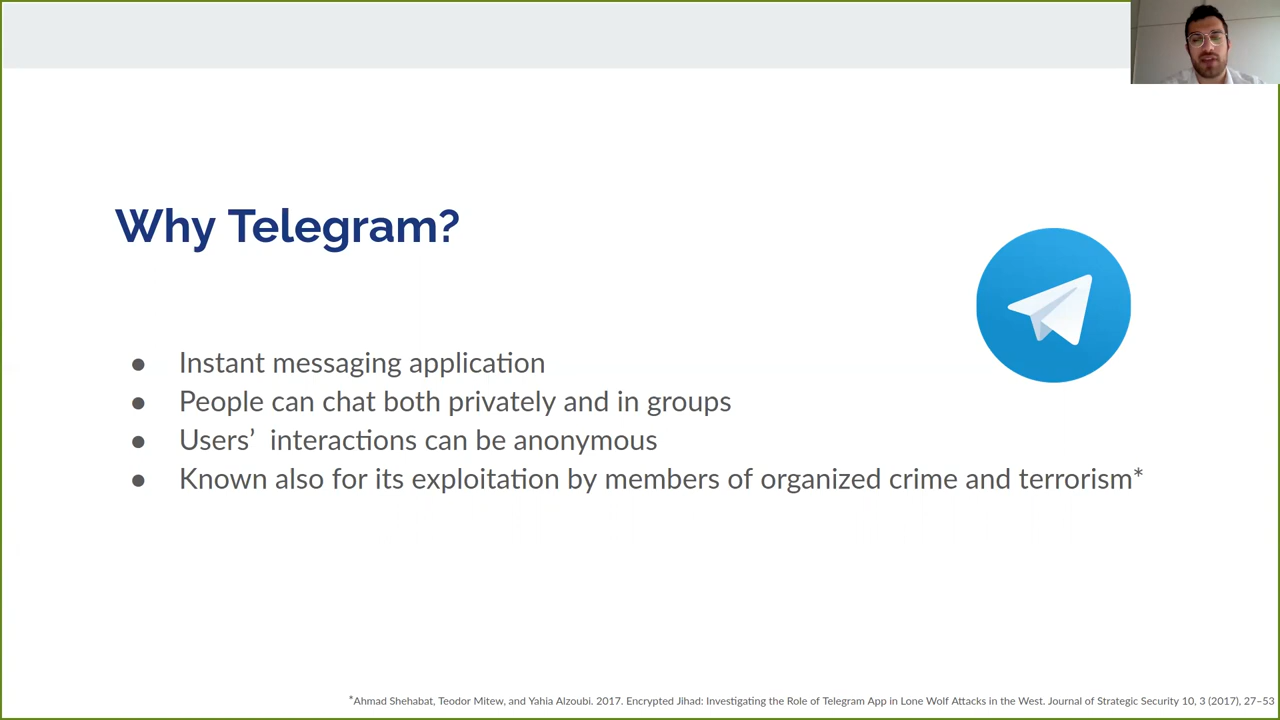 Why Telegram?
● Instant messaging application
● People can chat both privately and in groups
● Users’  interactions can be anonymous
● Known also for its exploitation by members of organized crime and terrorism*
*Ahmad Shehabat, Teodor Mitew, and Yahia Alzoubi. 2017. Encrypted Jihad: Investigating the Role of Telegram App in Lone Wolf Attacks in the West. Journal of Strategic Security 10, 3 (2017), 27–53